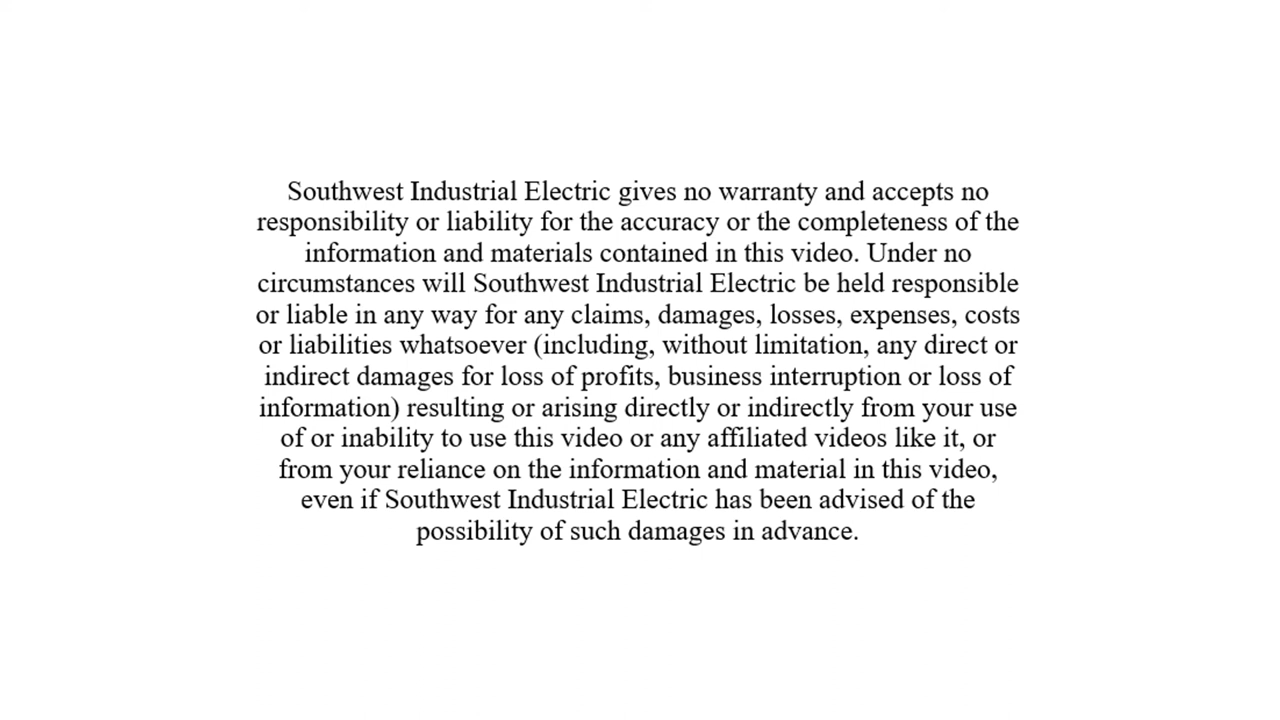 Southwest Industrial Electric gives no warranty and accepts no
responsibility or liability for the accuracy or the completeness of the
information and materials contained in this video. Under no
circumstances will Southwest Industrial Electric be held responsible
or liable in any way for any claims, damages, losses, expenses, costs
or liabilities whatsoever (including, without limitation, any direct or
indirect damages for loss of profits, business interruption or loss of
information) resulting or arising directly or indirectly from your use
of or inability to use this video or any affiliated videos like it, or
from your reliance on the information and material in this video,
even if Southwest Industrial Electric has been advised of the
possibility of such damages in advance.